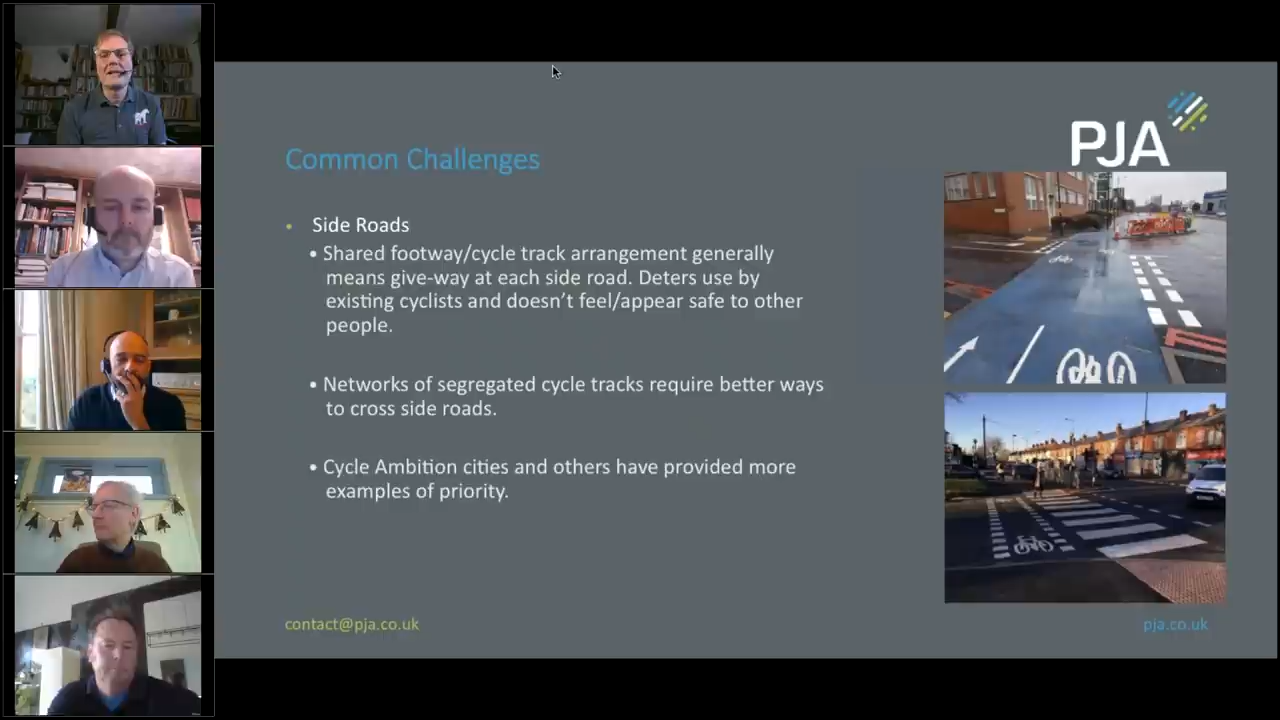 PJA
Common Challenges
• Side Roads
• Shared footway/cycle track arrangement generally
means give-way at each side road. Deters use by
existing cyclists and doesn't feel/appear safe to other
people.
• Networks of segregated cycle tracks require better ways
to cross side roads.
• Cycle Ambition cities and others have provided more
examples of priority.
contact@pja.co.uk
pja.co.uk